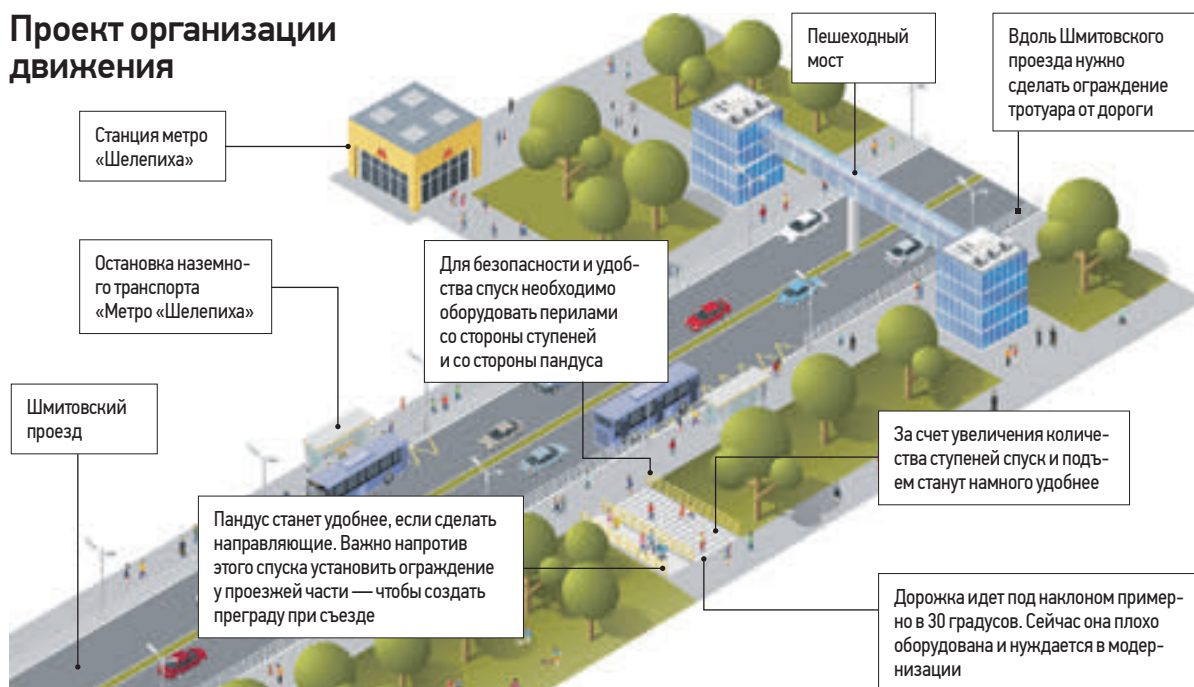 Проект организации
движения
Пешеходный
мост
Вдоль Шмитовского
проезда нужно
сделать ограждение
тротуара от дороги
Станция метро
«Шелепиха»
Остановка наземно-
го транспорта
«Метро «Шелепиха»
Для безопасности и удоб-
ства спуск необходимо
оборудовать перилами
со стороны ступеней
и со стороны пандуса
Шмитовский
проезд
За счет увеличения количе-
ства ступеней спуск и подъ-
ем станут намного удобнее
Пандус станет удобнее, если сделать
направляющие. Важно напротив
этого спуска установить ограждение
у проезжей части — чтобы создать
преграду при съезде
Дорожка идет под наклоном пример-
но в 30 градусов. Сейчас она плохо
оборудована и нуждается в модер-
низации